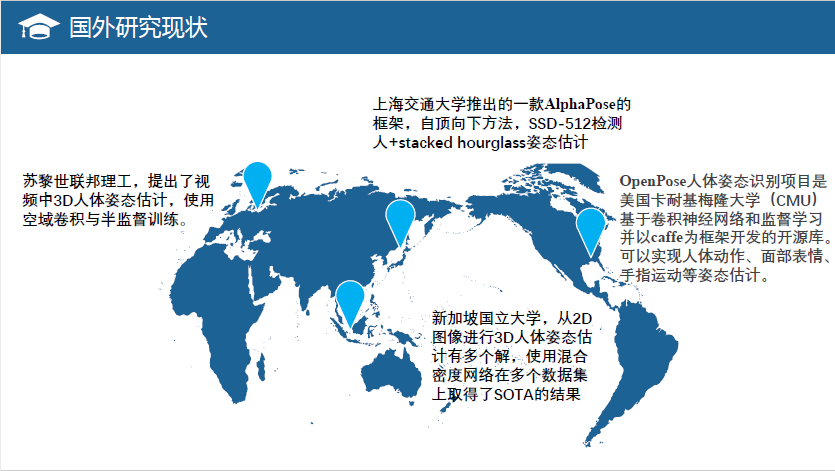 国外研究现状
上海交通大学推出的一款AlphaPose的
框架，自顶向下方法，SSD-512检测
人+stacked hourglass姿态估计
苏黎世联邦理工，提出了视
频中3D人体姿态估计，使用
空域卷积与半监督训练。
OpenPose人体姿态识别项目是
美国卡耐基梅隆大学（CMU）
基于卷积神经网络和监督学习
并以caffe为框架开发的开源库。
可以实现人体动作、面部表情、
手指运动等姿态估计。
新加坡国立大学，从2D
图像进行3D人体姿态估
计有多个解，使用混合
密度网络在多个数据集
上取得了SOTA的结果